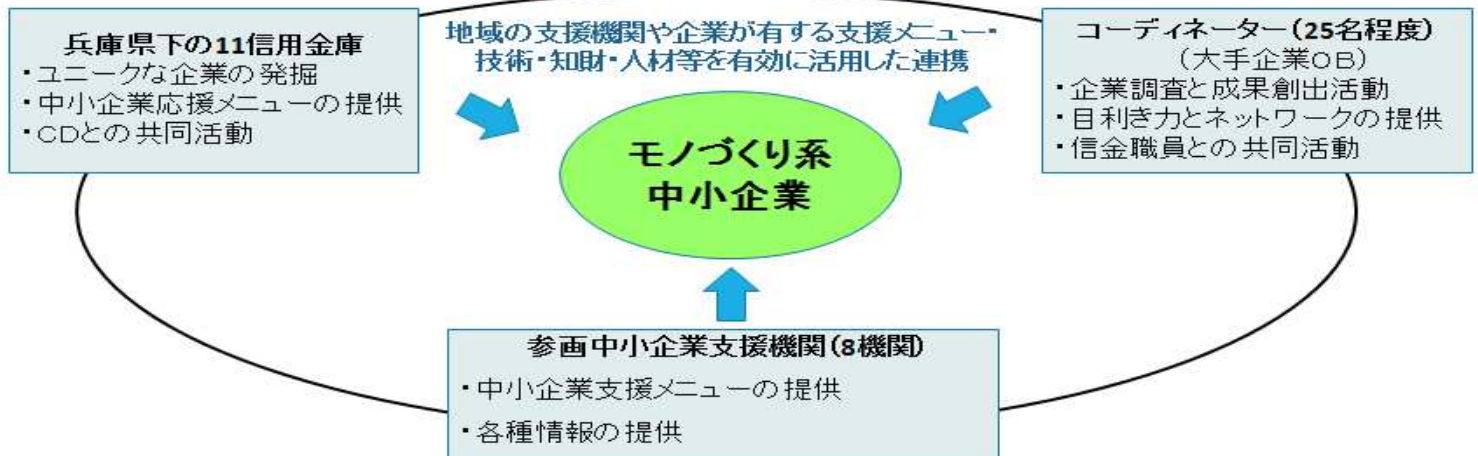 兵庫県下の11信用金庫
・ユニークな企業の発掘
・中小企業応援メニューの提供
・CDとの共同活動
地域の支援機関や企業が有する支援メニュー・
技術・知財・人材等を有効に活用した連携
コーディネーター(25名程度)
(大手企業OB)
・企業調査と成果創出活動
・目利き力とネットワークの提供
・信金職員との共同活動
モノづくり系
中小企業
参画中小企業支援機関(8機関)
・中小企業支援メニューの提供
・各種情報の提供